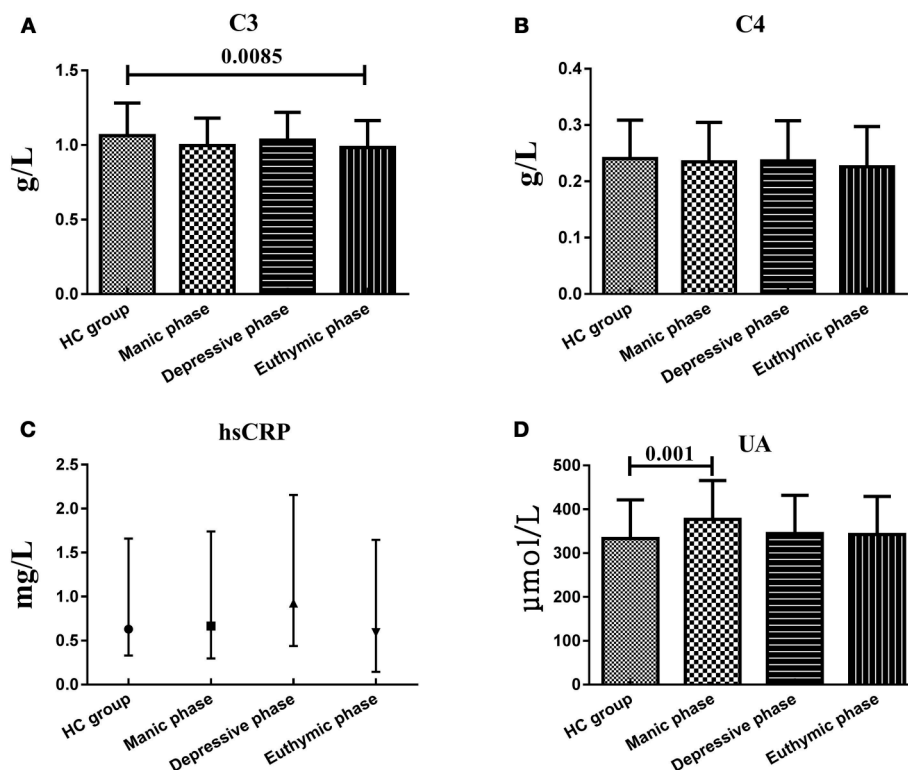 A
C3
0.0085
g/L
1.5
1.0
0.5
0.0
HC group
Manic phase
Depressive phase
Euthymic phase
B
C4
g/L
0.4
0.3
0.2
0.1
0.0
HC group
Manic phase
Depressive phase
Euthymic phase
C
hsCRP
mg/L
2.5
2.0
1.5
1.0
0.5
0.0
HC group
Manic phase
Depressive phase
Euthymic phase
D
UA
0.001
µmol/L
500
400
300
200
100
0
HC group
Manic phase
Depressive phase
Euthymic phase